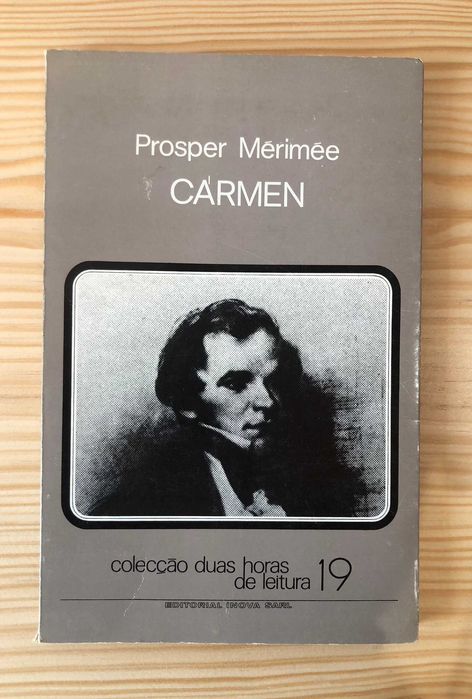 Prosper Mérimée
CARMEN
colecção duas horas
de leitura 19
EDITORIAL INOVA SARL